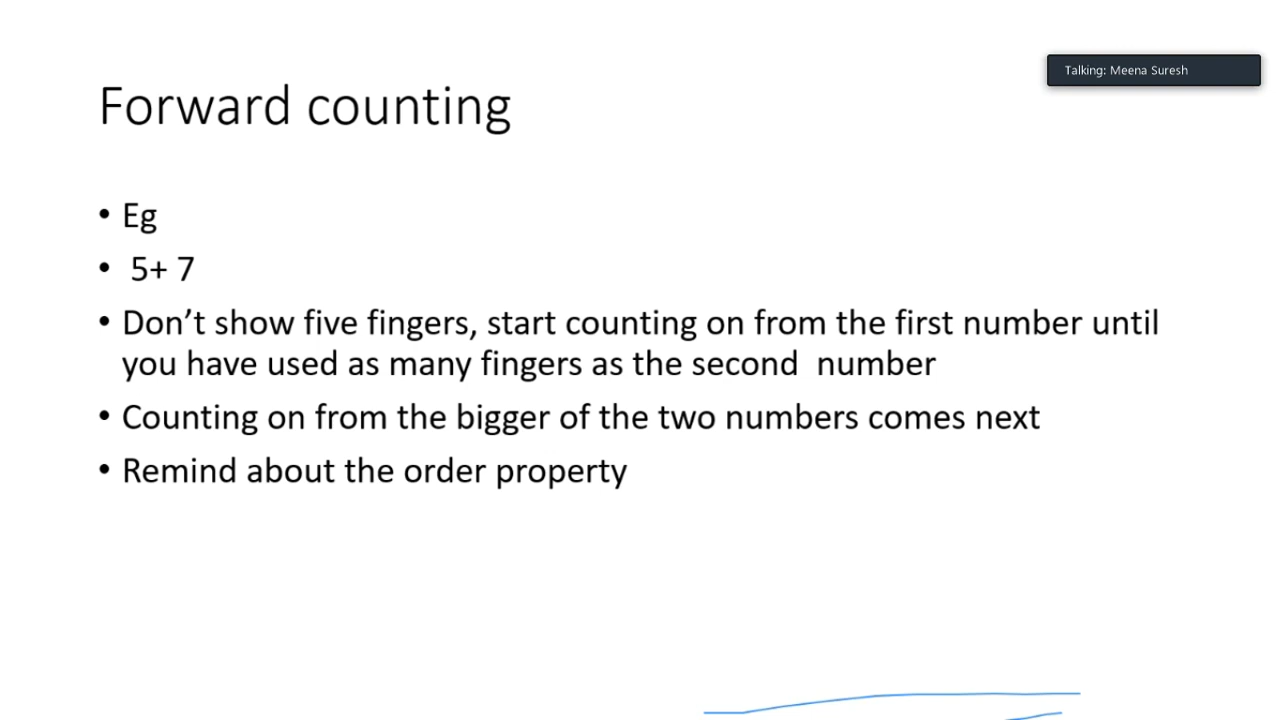 Talking: Meena Suresh
Forward counting
• Eg
• 5+ 7
• Don’t show five fingers, start counting on from the first number until
you have used as many fingers as the second  number
• Counting on from the bigger of the two numbers comes next
• Remind about the order property